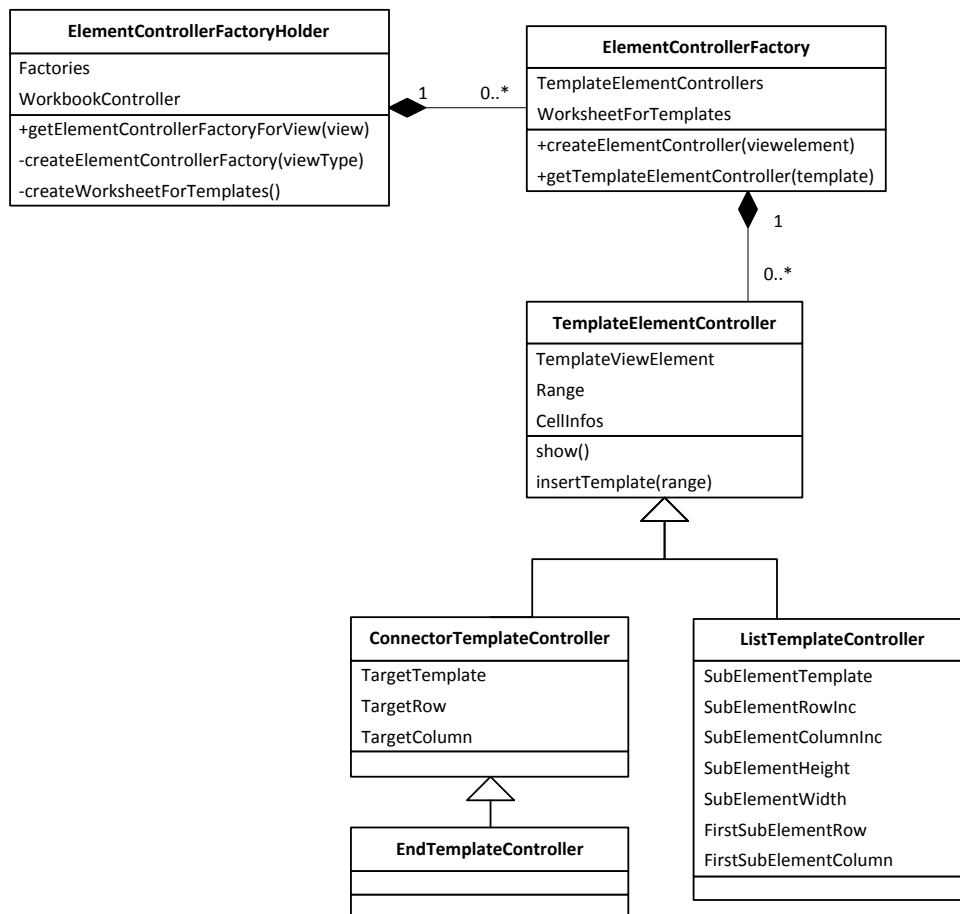 ElementControllerFactoryHolder
Factories
WorkbookController
+getElementControllerFactoryForView(view)
-createElementControllerFactory(viewType)
-createWorksheetForTemplates()
1
0..*
ElementControllerFactory
TemplateElementControllers
WorksheetForTemplates
+createElementController(viewelement)
+getTemplateElementController(template)
1
0..*
TemplateElementController
TemplateViewElement
Range
CellInfos
show()
insertTemplate(range)
ConnectorTemplateController
TargetTemplate
TargetRow
TargetColumn
EndTemplateController
ListTemplateController
SubElementTemplate
SubElementRowInc
SubElementColumnInc
SubElementHeight
SubElementWidth
FirstSubElementRow
FirstSubElementColumn